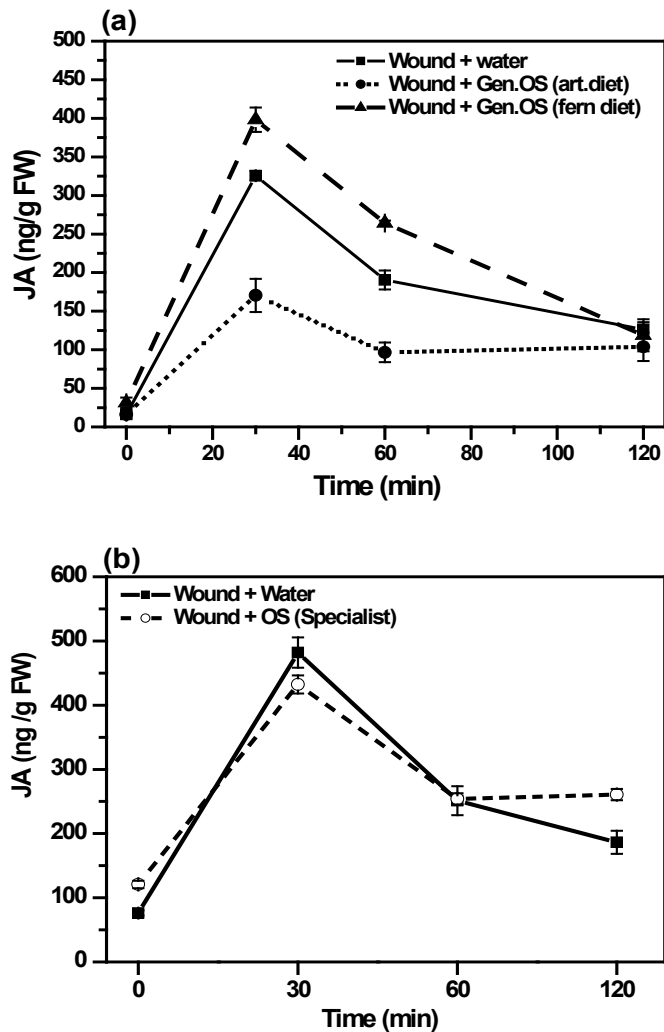 (a)
500
450
400
350
300
250
200
150
100
50
0
JA (ng/g FW)
Wound + water
Wound + Gen.OS (art.diet)
Wound + Gen.OS (fern diet)
0 20 40 60 80 100 120
Time (min)
(b)
600
500
400
300
200
100
0
JA (ng /g FW)
Wound + Water
Wound + OS (Specialist)
0 30 60 120
Time (min)